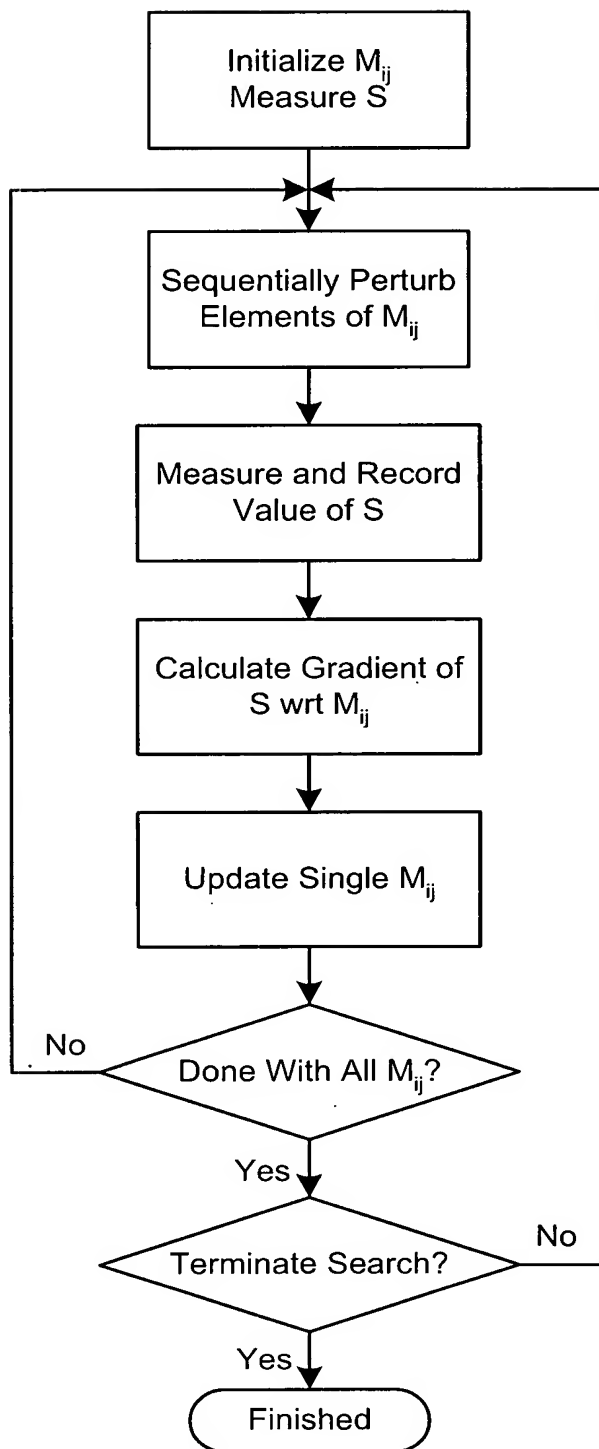 Initialize M_ij
Measure S
Sequentially Perturb
Elements of M_ij
Measure and Record
Value of S
Calculate Gradient of
S wrt M_ij
Update Single M_ij
No
Done With All M_ij?
Yes
Terminate Search?
No
Yes
Finished